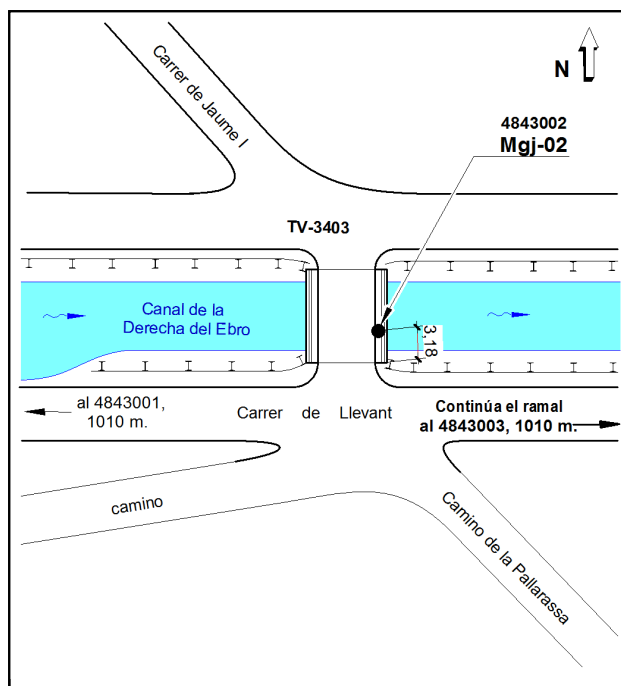 Carrer de Jaume I
N
4843002
Mgj-02
TV-3403
Canal de la
Derecha del Ebro
3,18
al 4843001,
1010 m.
Carrer de Llevant
Continúa el ramal
al 4843003, 1010 m.
camino
Camino de la Pallarassa